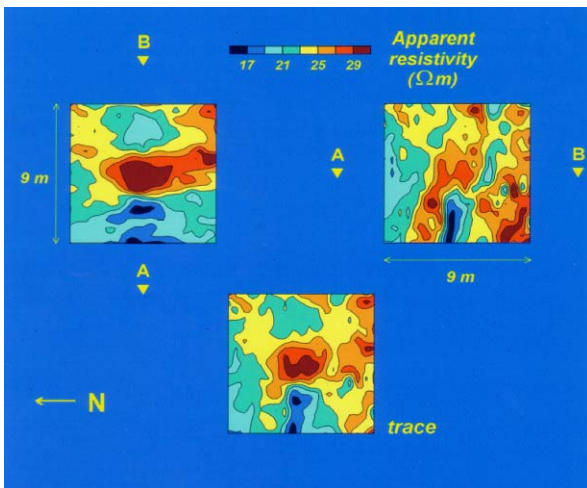 B
17 21 25 29
Apparent
resistivity
(Ωm)
A
B
9 m
A
9 m
N
trace